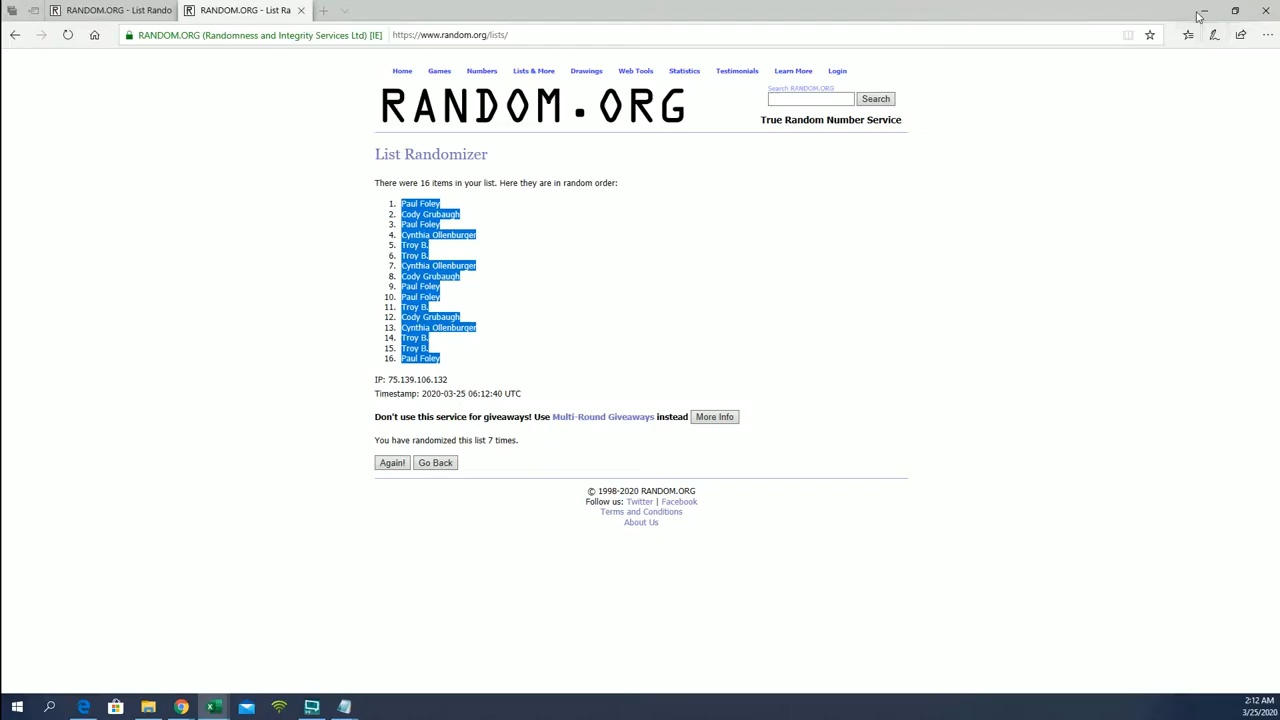 RANDOM.ORG - List Rando
RANDOM.ORG - List Ra
RANDOM.ORG (Randomness and Integrity Services Ltd) [IE]
https://www.random.org/lists/
Home Games Numbers Lists & More Drawings Web Tools Statistics Testimonials Learn More Login
Search RANDOM.ORG
RANDOM.ORG
Search
True Random Number Service
List Randomizer
There were 16 items in your list. Here they are in random order:
1. Paul Foley
2. Cody Grubaugh
3. Paul Foley
4. Cynthia Ollenburger
5. Troy B.
6. Troy B.
7. Cynthia Ollenburger
8. Cody Grubaugh
9. Paul Foley
10. Paul Foley
11. Troy B.
12. Cody Grubaugh
13. Cynthia Ollenburger
14. Troy B.
15. Troy B.
16. Paul Foley
IP: 75.139.106.132
Timestamp: 2020-03-25 06:12:40 UTC
Don't use this service for giveaways! Use Multi-Round Giveaways instead More Info
You have randomized this list 7 times.
Again! Go Back
© 1998-2020 RANDOM.ORG
Follow us: Twitter | Facebook
Terms and Conditions
About Us
2:12 AM
3/25/2020